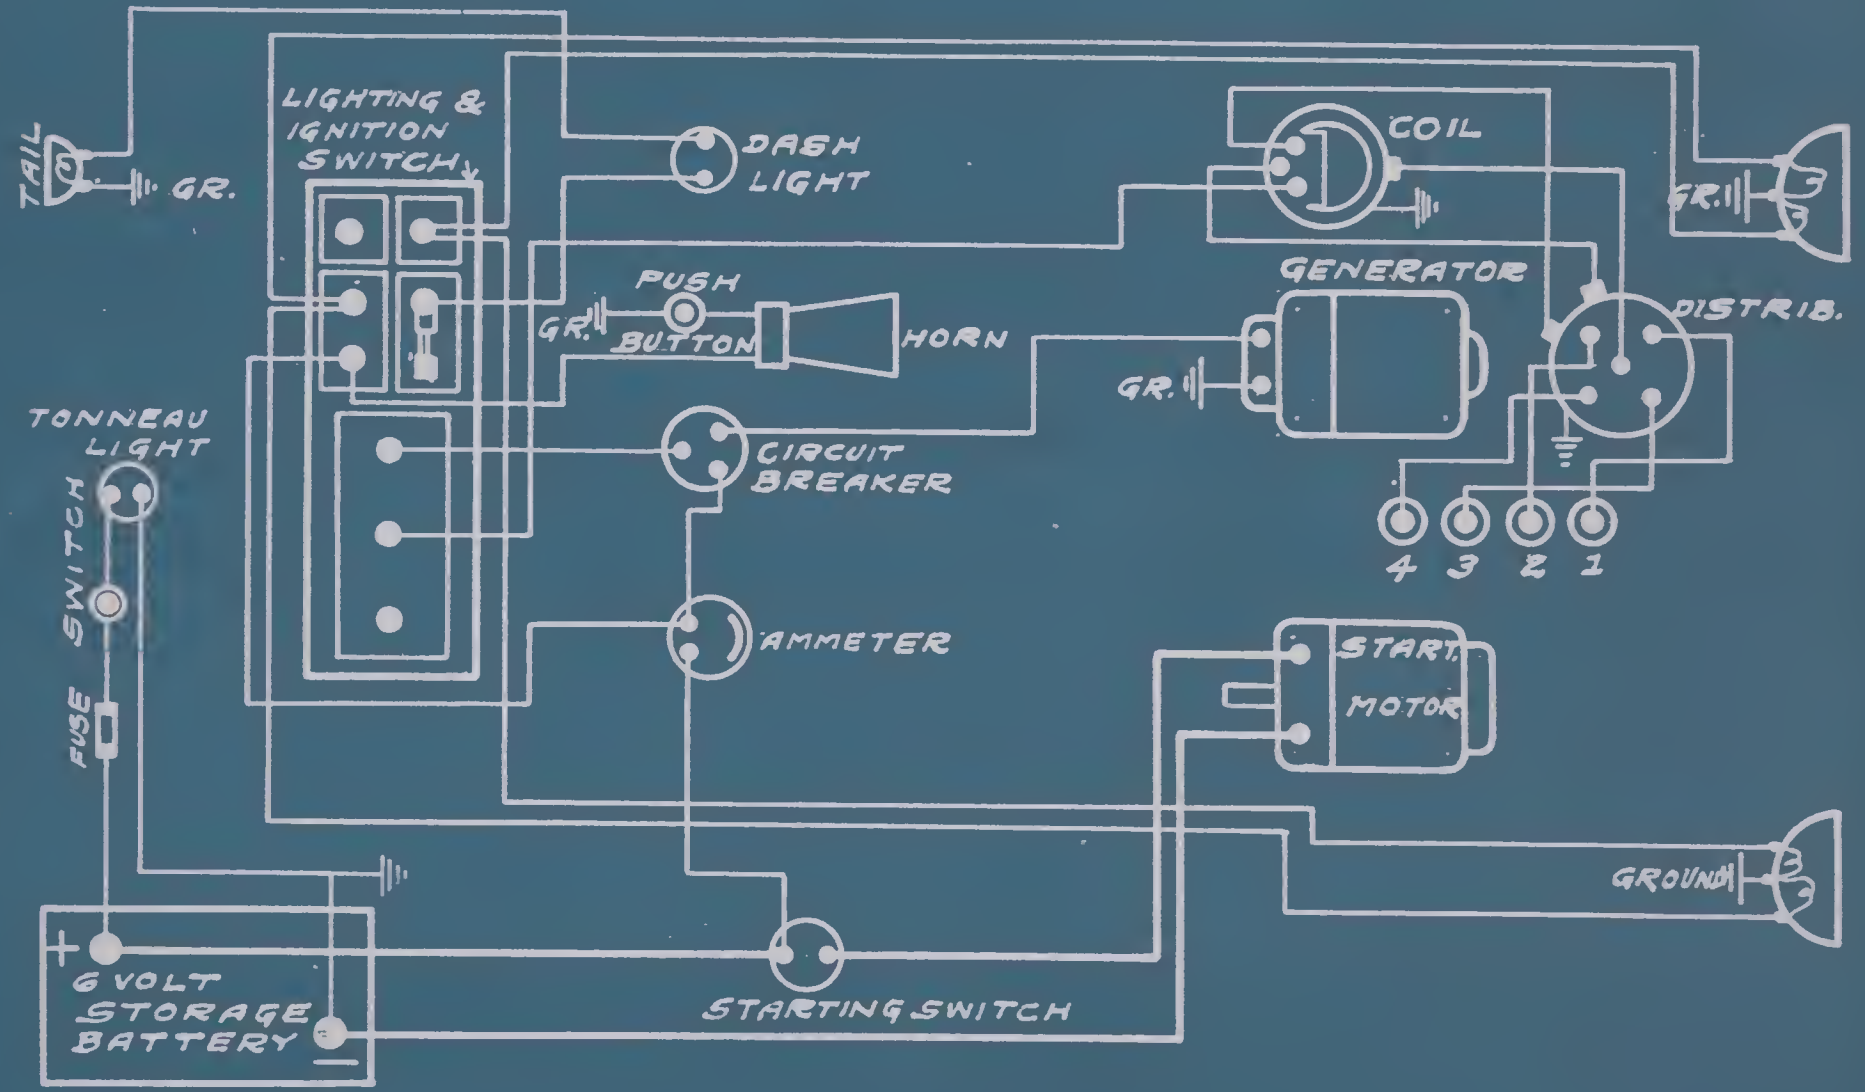 LIGHTING &
IGNITION
SWITCH
TAIL
GR.
DASH
LIGHT
COIL
GR.
GENERATOR
DISTRIB.
PUSH
BUTTON
GR.
HORN
GR.
TONNEAU
LIGHT
SWITCH
FUSE
CIRCUIT
BREAKER
4 3 2 1
AMMETER
START.
MOTOR
GROUND
+
6 VOLT
STORAGE
BATTERY
—
STARTING SWITCH